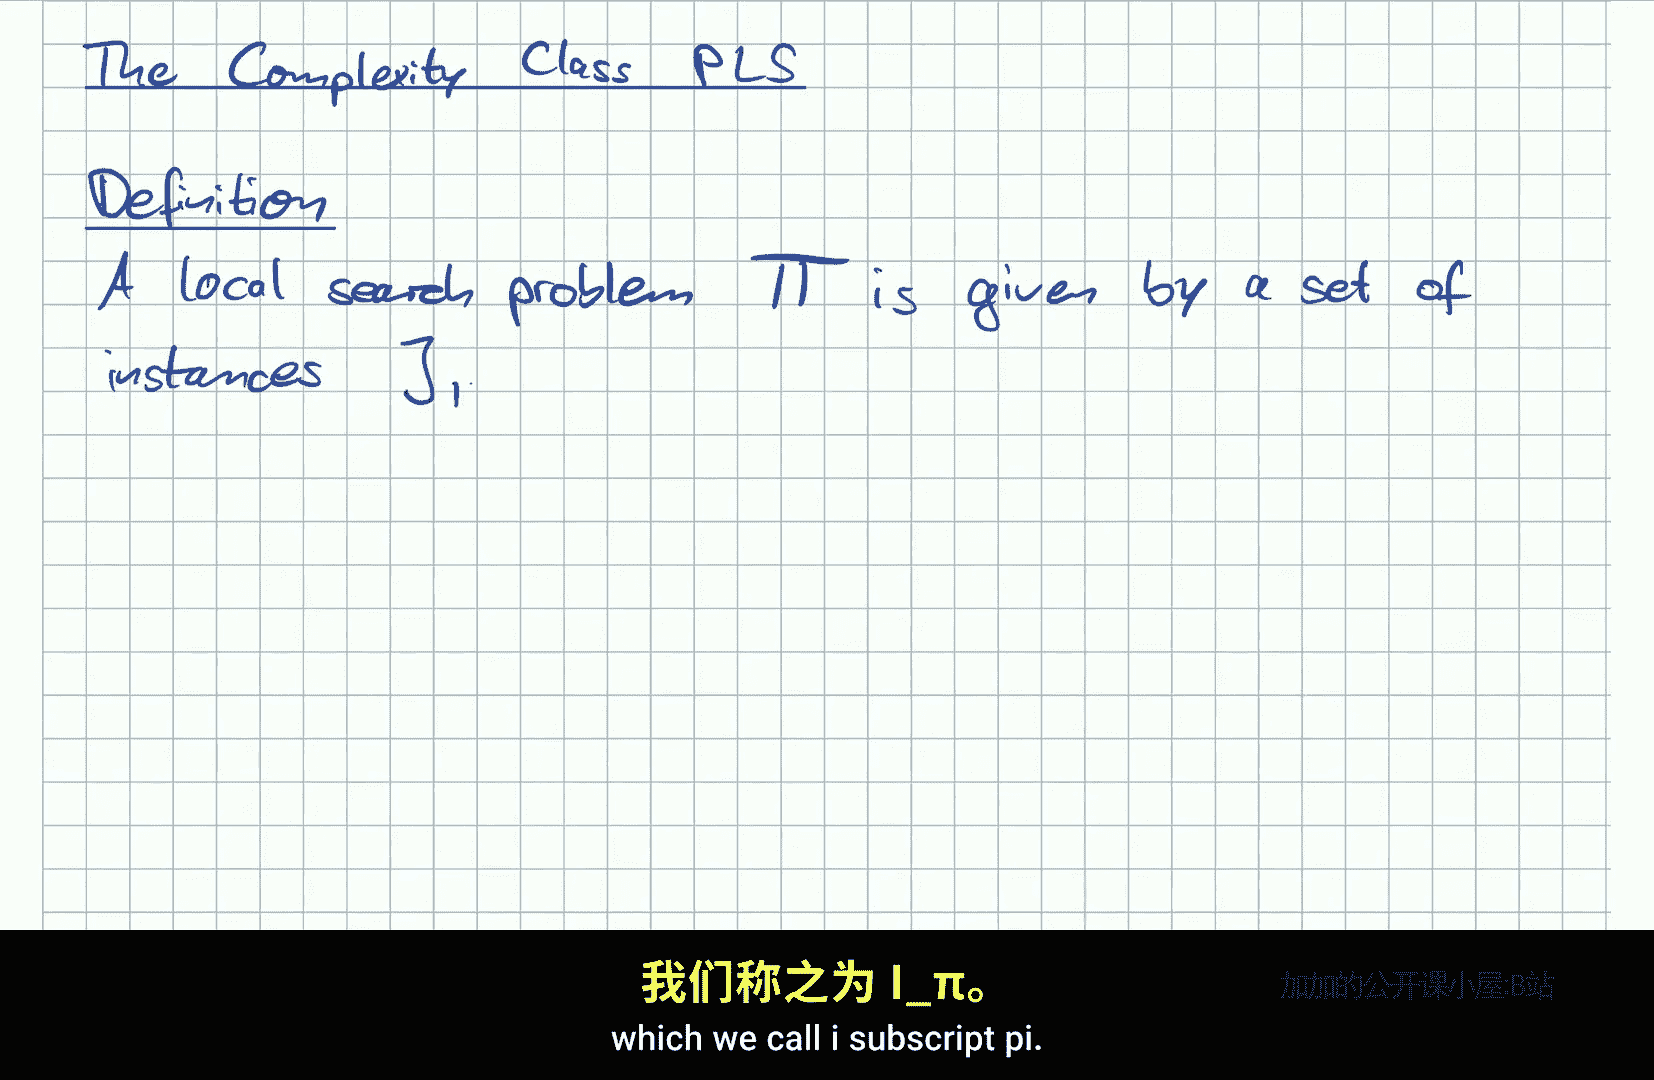 The Complexity Class PLS
Definition
A local search problem Π is given by a set of
instances I
我们称之为 I_π。
加加的公开课小屋:B站
which we call i subscript pi.